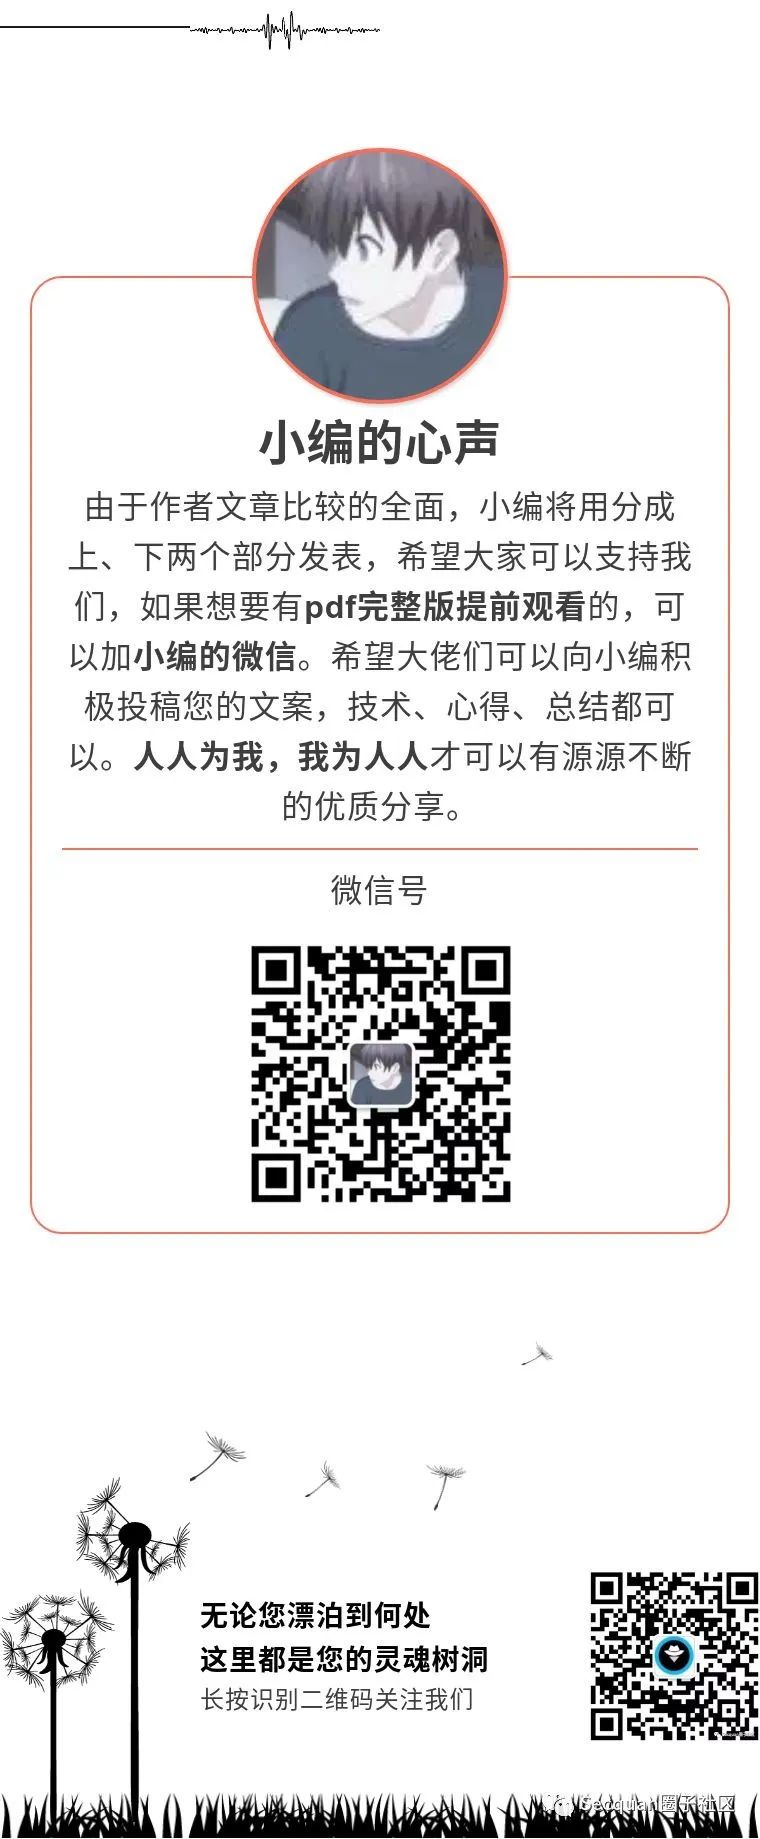 小编的心声
由于作者文章比较的全面，小编将用分成
上、下两个部分发表，希望大家可以支持我
们，如果想要有pdf完整版提前观看的，可
以加小编的微信。希望大佬们可以向小编积
极投稿您的文案，技术、心得、总结都可
以。人人为我，我为人人才可以有源源不断
的优质分享。
微信号
无论您漂泊到何处
这里都是您的灵魂树洞
长按识别二维码关注我们
Secquan圈子社区